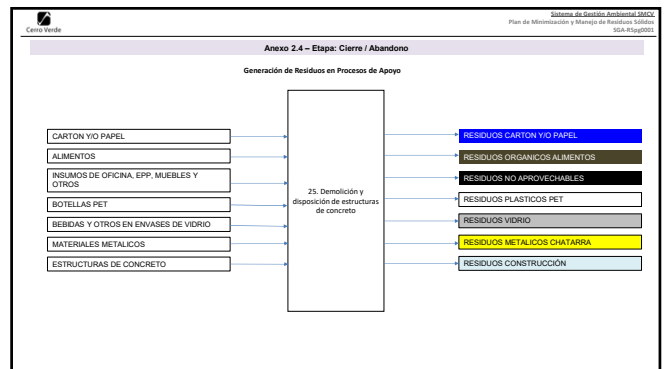 Sistema de Gestión Ambiental SMCV
Plan de Minimización y Manejo de Residuos Sólidos
SGA-RSpg0001
Cerro Verde
Anexo 2.4 – Etapa: Cierre / Abandono
Generación de Residuos en Procesos de Apoyo
CARTON Y/O PAPEL
ALIMENTOS
INSUMOS DE OFICINA, EPP, MUEBLES Y
OTROS
BOTELLAS PET
BEBIDAS Y OTROS EN ENVASES DE VIDRIO
MATERIALES METALICOS
ESTRUCTURAS DE CONCRETO
25. Demolición y
disposición de estructuras
de concreto
RESIDUOS CARTON Y/O PAPEL
RESIDUOS ORGANICOS ALIMENTOS
RESIDUOS NO APROVECHABLES
RESIDUOS PLASTICOS PET
RESIDUOS VIDRIO
RESIDUOS METALICOS CHATARRA
RESIDUOS CONSTRUCCIÓN